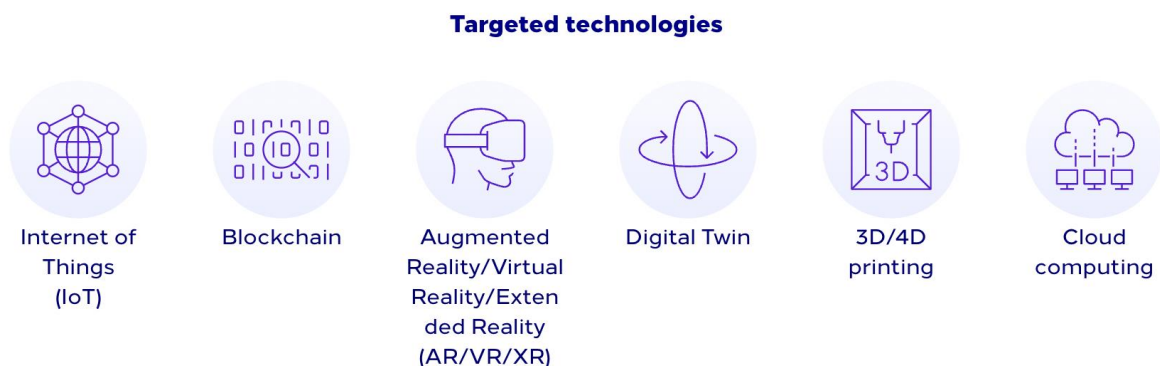 Targeted technologies
3D
Internet of
Things
(IoT)
Blockchain
Augmented
Reality/Virtual
Reality/Exten
ded Reality
(AR/VR/XR)
Digital Twin
3D/4D
printing
Cloud
computing